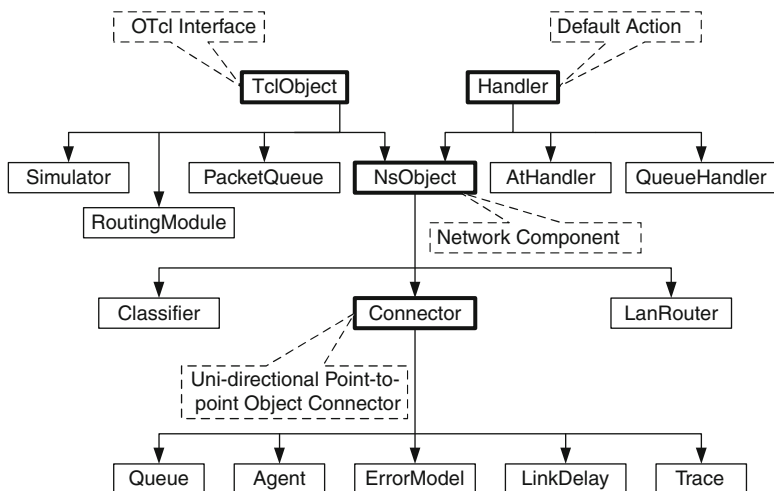 OTcl Interface
Default Action
TclObject
Handler
Simulator
PacketQueue
NsObject
AtHandler
QueueHandler
RoutingModule
Network Component
Classifier
Connector
LanRouter
Uni-directional Point-to-
point Object Connector
Queue
Agent
ErrorModel
LinkDelay
Trace